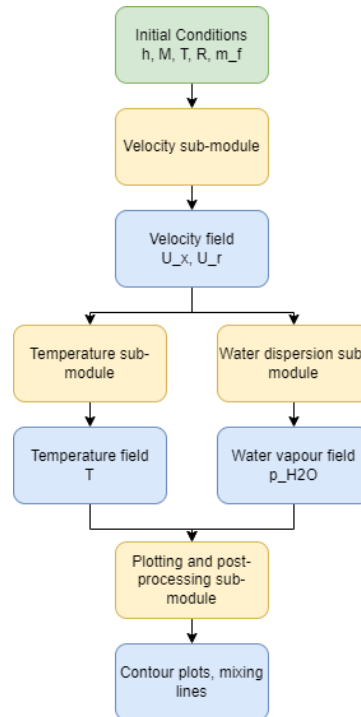 Initial Conditions
h, M, T, R, m_f
Velocity sub-module
Velocity field
U_x, U_r
Temperature sub-
module
Water dispersion sub
module
Temperature field
T
Water vapour field
p_H2O
Plotting and post-
processing sub-
module
Contour plots, mixing
lines